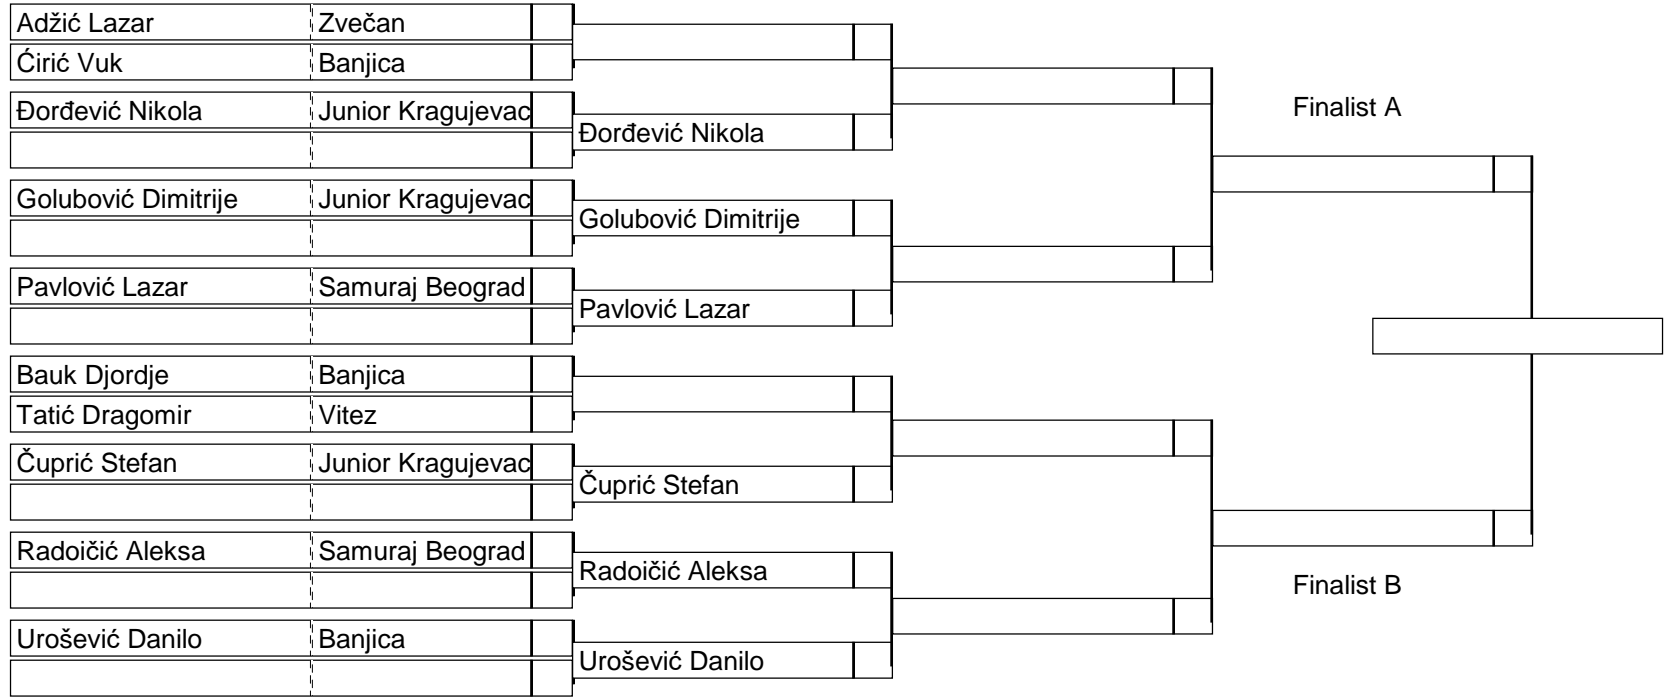 Adžić Lazar Zvečan
Ćirić Vuk Banjica
Đorđević Nikola Junior Kragujevac
Đorđević Nikola
Golubović Dimitrije Junior Kragujevac
Golubović Dimitrije
Pavlović Lazar Samuraj Beograd
Pavlović Lazar
Bauk Djordje Banjica
Tatić Dragomir Vitez
Čuprić Stefan Junior Kragujevac
Čuprić Stefan
Radoičić Aleksa Samuraj Beograd
Radoičić Aleksa
Urošević Danilo Banjica
Urošević Danilo
Finalist A
Finalist B